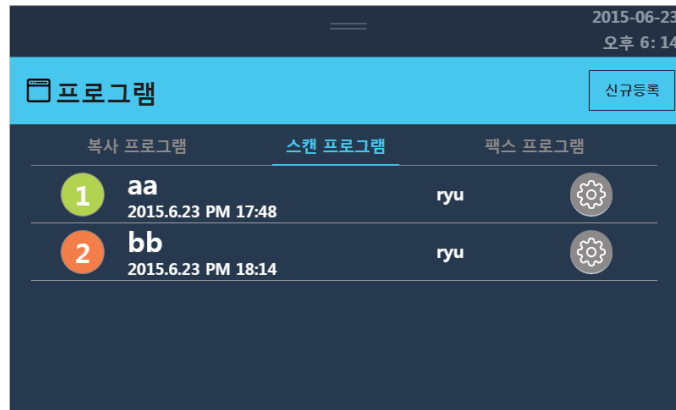 2015-06-23
오후 6: 14
프로그램
신규등록
복사 프로그램 스캔 프로그램 팩스 프로그램
1 aa ryu
2015.6.23 PM 17:48
2 bb ryu
2015.6.23 PM 18:14